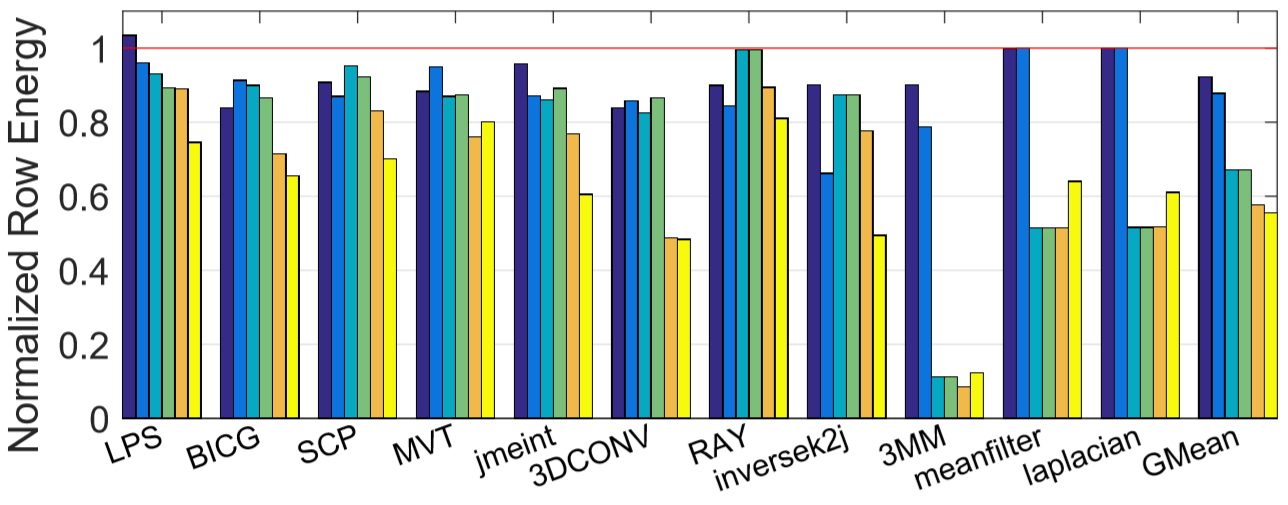 Normalized Row Energy
1
0.8
0.6
0.4
0.2
0
LPS
BICG
SCP
MVT
jmeint
3DCONV
RAY
inversek2j
3MM
meanfilter
laplacian
GMean